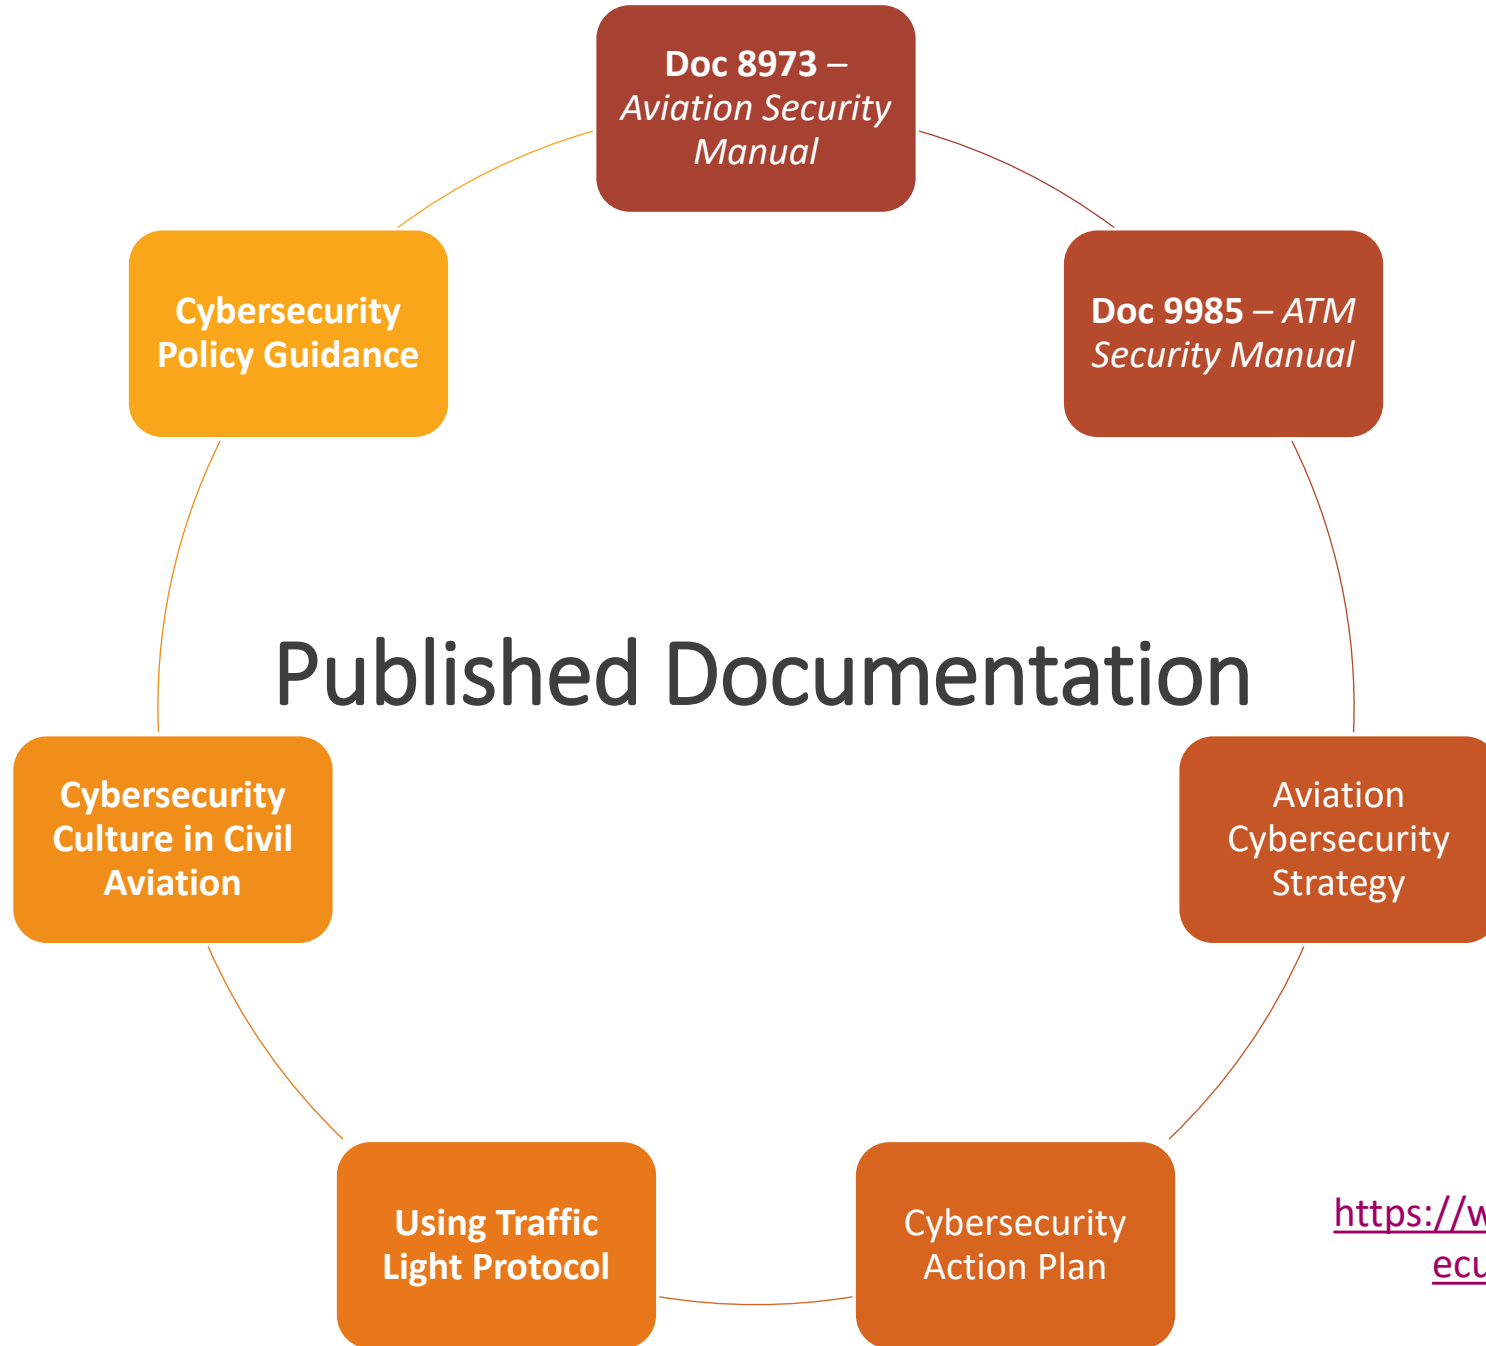 Doc 8973 –
Aviation Security
Manual
Cybersecurity
Policy Guidance
Doc 9985 – ATM
Security Manual
Published Documentation
Cybersecurity
Culture in Civil
Aviation
Aviation
Cybersecurity
Strategy
Using Traffic
Light Protocol
Cybersecurity
Action Plan
https://w
ecu